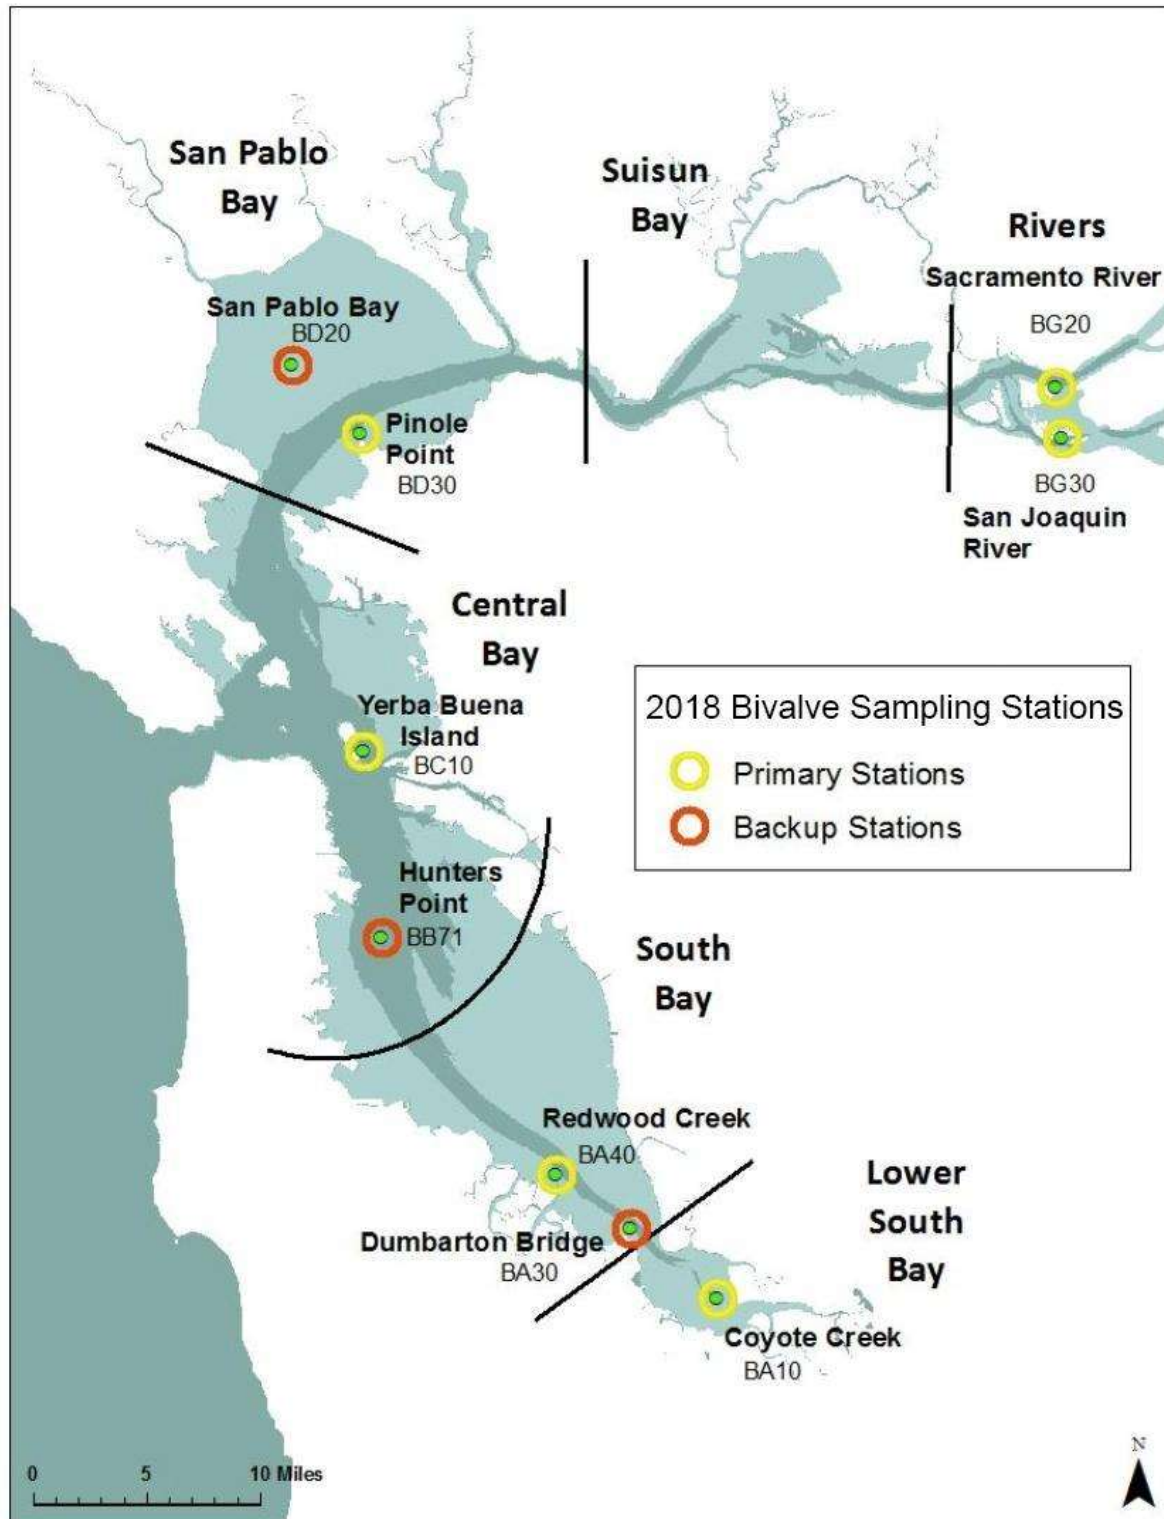 San Pablo
Bay
Suisun
Bay
Rivers
Sacramento River
BG20
San Pablo Bay
BD20
Pinole
Point
BD30
BG30
San Joaquin
River
Central
Bay
2018 Bivalve Sampling Stations
Primary Stations
Backup Stations
Yerba Buena
Island
BC10
Hunters
Point
BB71
South
Bay
Redwood Creek
BA40
Lower
South
Bay
Dumbarton Bridge
BA30
Coyote Creek
BA10
N
0 5 10 Miles